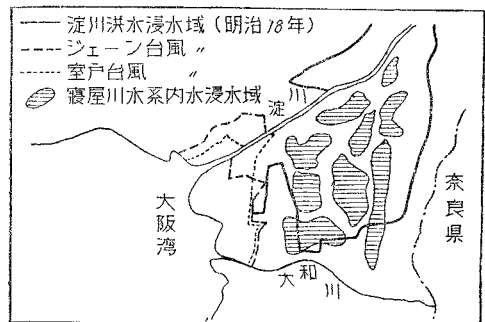 淀川洪水浸水域(明治18年)
ジェーン台風 〃
室戸台風 〃
寝屋川水系内水浸水域
淀川
大阪湾
奈良県
大和川